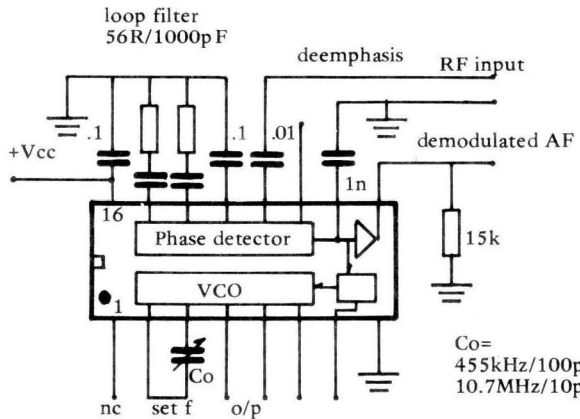 loop filter
56R/1000pF
deemphasis
RF input
.1
.1
.01
+Vcc
demodulated AF
1n
16
Phase detector
15k
VCO
1
Co
Co=
455kHz/100p
10.7MHz/10p
nc
set f
o/p